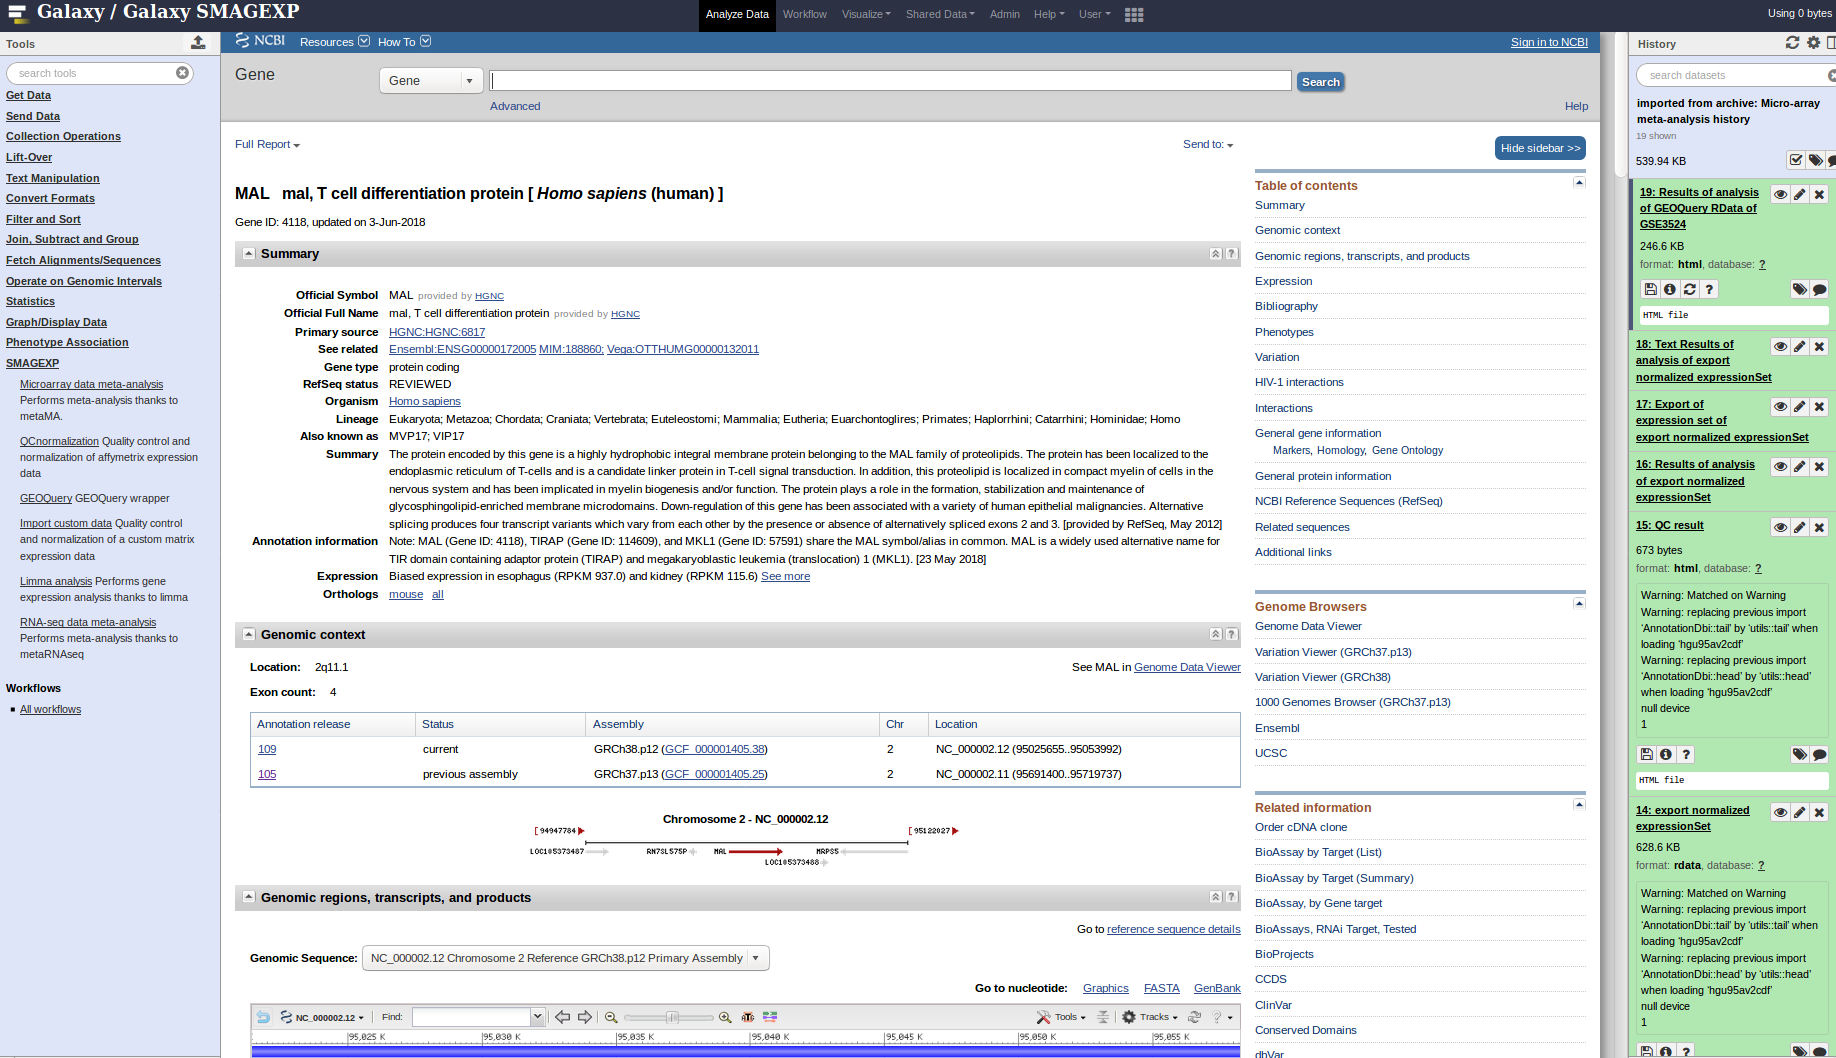 Galaxy / Galaxy SMAGEXP
Analyze Data Workflow Visualize Shared Data Admin Help User
Using 0 bytes
Tools
search tools
Get Data
Send Data
Collection Operations
Lift-Over
Text Manipulation
Convert Formats
Filter and Sort
Join, Subtract and Group
Fetch Alignments/Sequences
Operate on Genomic Intervals
Statistics
Graph/Display Data
Phenotype Association
SMAGEXP
Microarray data meta-analysis
Performs meta-analysis thanks to
metaMA.
QCnormalization Quality control and
normalization of affymetrix expression
data
GEOQuery GEOQuery wrapper
Import custom data Quality control
and normalization of a custom matrix
expression data
Limma analysis Performs gene
expression analysis thanks to limma
RNA-seq data meta-analysis
Performs meta-analysis thanks to
metaRNAseq
Workflows
All workflows
NCBI Resources How To
Sign in to NCBI
Gene
Gene
Search
Advanced
Help
Full Report
Send to:
Hide sidebar >>
MAL mal, T cell differentiation protein [ Homo sapiens (human) ]
Gene ID: 4118, updated on 3-Jun-2018
Summary
?
Official Symbol MAL provided by HGNC
Official Full Name mal, T cell differentiation protein provided by HGNC
Primary source HGNC:HGNC:6817
See related Ensembl:ENSG00000172005 MIM:188860; Vega:OTTHUMG00000132011
Gene type protein coding
RefSeq status REVIEWED
Organism Homo sapiens
Lineage Eukaryota; Metazoa; Chordata; Craniata; Vertebrata; Euteleostomi; Mammalia; Eutheria; Euarchontoglires; Primates; Haplorrhini; Catarrhini; Hominidae; Homo
Also known as MVP17; VIP17
Summary The protein encoded by this gene is a highly hydrophobic integral membrane protein belonging to the MAL family of proteolipids. The protein has been localized to the
endoplasmic reticulum of T-cells and is a candidate linker protein in T-cell signal transduction. In addition, this proteolipid is localized in compact myelin of cells in the
nervous system and has been implicated in myelin biogenesis and/or function. The protein plays a role in the formation, stabilization and maintenance of
glycosphingolipid-enriched membrane microdomains. Down-regulation of this gene has been associated with a variety of human epithelial malignancies. Alternative
splicing produces four transcript variants which vary from each other by the presence or absence of alternatively spliced exons 2 and 3. [provided by RefSeq, May 2012]
Annotation information Note: MAL (Gene ID: 4118), TIRAP (Gene ID: 114609), and MKL1 (Gene ID: 57591) share the MAL symbol/alias in common. MAL is a widely used alternative name for
TIR domain containing adaptor protein (TIRAP) and megakaryoblastic leukemia (translocation) 1 (MKL1). [23 May 2018]
Expression Biased expression in esophagus (RPKM 937.0) and kidney (RPKM 115.6) See more
Orthologs mouse all
Genomic context
?
Location: 2q11.1
See MAL in Genome Data Viewer
Exon count: 4
Annotation release Status Assembly Chr Location
109 current GRCh38.p12 (GCF_000001405.38) 2 NC_000002.12 (95025655..95053992)
105 previous assembly GRCh37.p13 (GCF_000001405.25) 2 NC_000002.11 (95691400..95719737)
Chromosome 2 - NC_000002.12
[ 94947784
[ 95122027
LOC105373487 RN7SL575P MAL MRPS5
LOC105373488
Genomic regions, transcripts, and products
?
Go to reference sequence details
Genomic Sequence: NC_000002.12 Chromosome 2 Reference GRCh38.p12 Primary Assembly
Go to nucleotide: Graphics FASTA GenBank
NC_000002.12 Find: ATG Tools Tracks ?
95,025 K 95,030 K 95,035 K 95,040 K 95,045 K 95,050 K 95,055 K
Table of contents
Summary
Genomic context
Genomic regions, transcripts, and products
Expression
Bibliography
Phenotypes
Variation
HIV-1 interactions
Interactions
General gene information
Markers, Homology, Gene Ontology
General protein information
NCBI Reference Sequences (RefSeq)
Related sequences
Additional links
Genome Browsers
Genome Data Viewer
Variation Viewer (GRCh37.p13)
Variation Viewer (GRCh38)
1000 Genomes Browser (GRCh37.p13)
Ensembl
UCSC
Related information
Order cDNA clone
BioAssay by Target (List)
BioAssay by Target (Summary)
BioAssay, by Gene target
BioAssays, RNAi Target, Tested
BioProjects
CCDS
ClinVar
Conserved Domains
dbVar
History
search datasets
imported from archive: Micro-array
meta-analysis history
19 shown
539.94 KB
19: Results of analysis
of GEOQuery RData of
GSE3524
246.6 KB
format: html, database: ?
?
HTML file
18: Text Results of
analysis of export
normalized expressionSet
17: Export of
expression set of
export normalized expressionSet
16: Results of analysis
of export normalized
expressionSet
15: QC result
673 bytes
format: html, database: ?
Warning: Matched on Warning
Warning: replacing previous import
‘AnnotationDbi::tail’ by ‘utils::tail’ when
loading ‘hgu95av2cdf’
Warning: replacing previous import
‘AnnotationDbi::head’ by ‘utils::head’
when loading ‘hgu95av2cdf’
null device
1
?
HTML file
14: export normalized
expressionSet
628.6 KB
format: rdata, database: ?
Warning: Matched on Warning
Warning: replacing previous import
‘AnnotationDbi::tail’ by ‘utils::tail’ when
loading ‘hgu95av2cdf’
Warning: replacing previous import
‘AnnotationDbi::head’ by ‘utils::head’
when loading ‘hgu95av2cdf’
null device
1
?